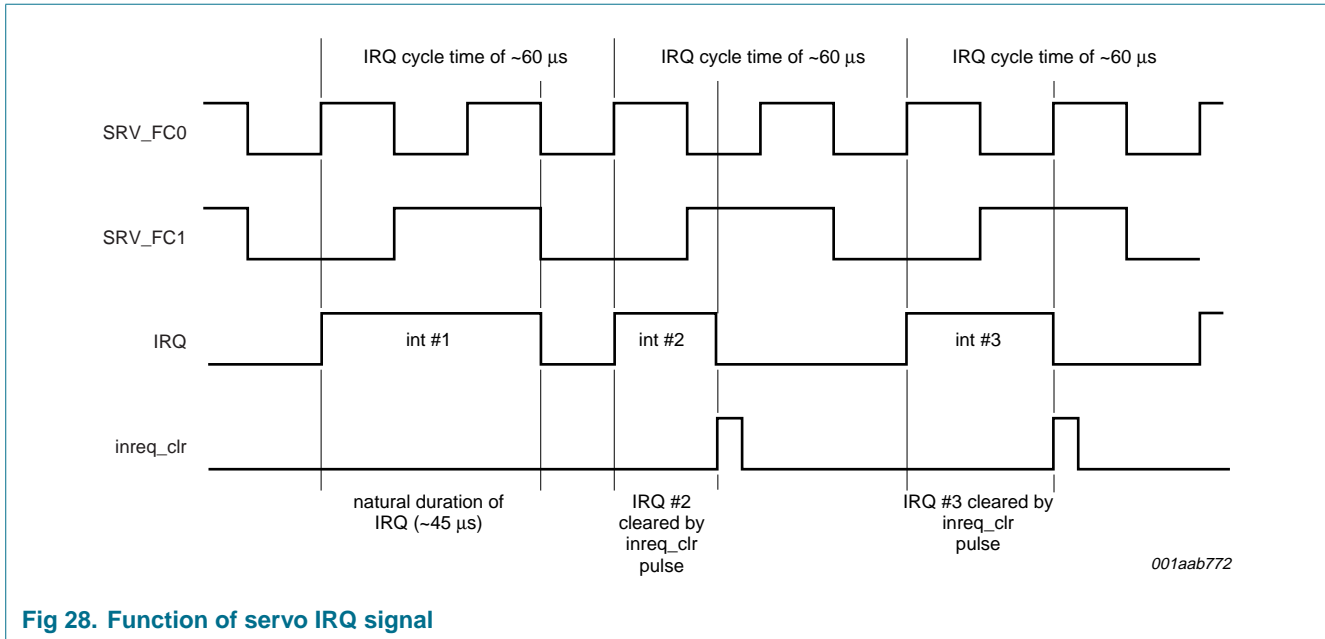 IRQ cycle time of ~60 μs
IRQ cycle time of ~60 μs
IRQ cycle time of ~60 μs
SRV_FC0
SRV_FC1
IRQ
int #1
int #2
int #3
inreq_clr
natural duration of
IRQ (~45 μs)
IRQ #2
cleared by
inreq_clr
pulse
IRQ #3 cleared by
inreq_clr
pulse
001aab772
Fig 28. Function of servo IRQ signal